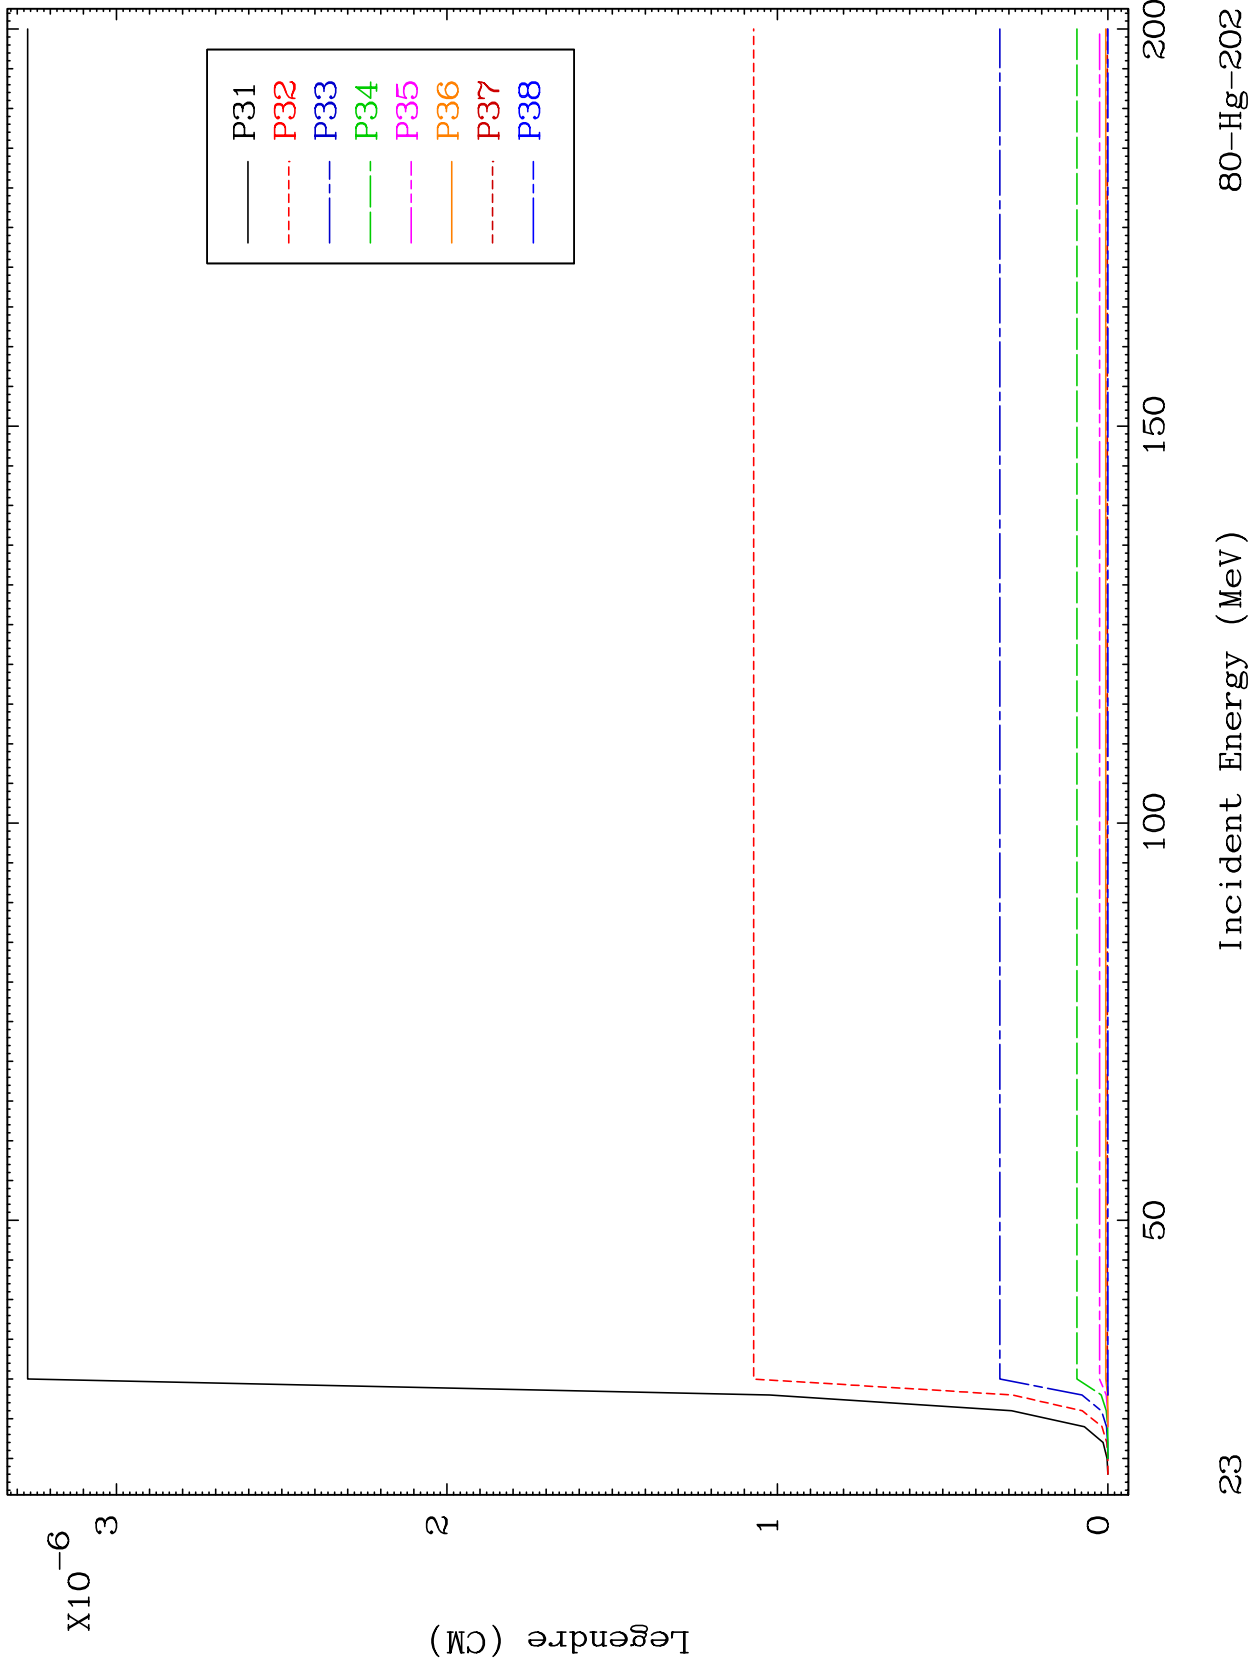 X10-6
3
2
1
0
Legendre (CM)
P31
P32
P33
P34
P35
P36
P37
P38
50
100
150
200
23
Incident Energy (MeV)
80-Hg-202